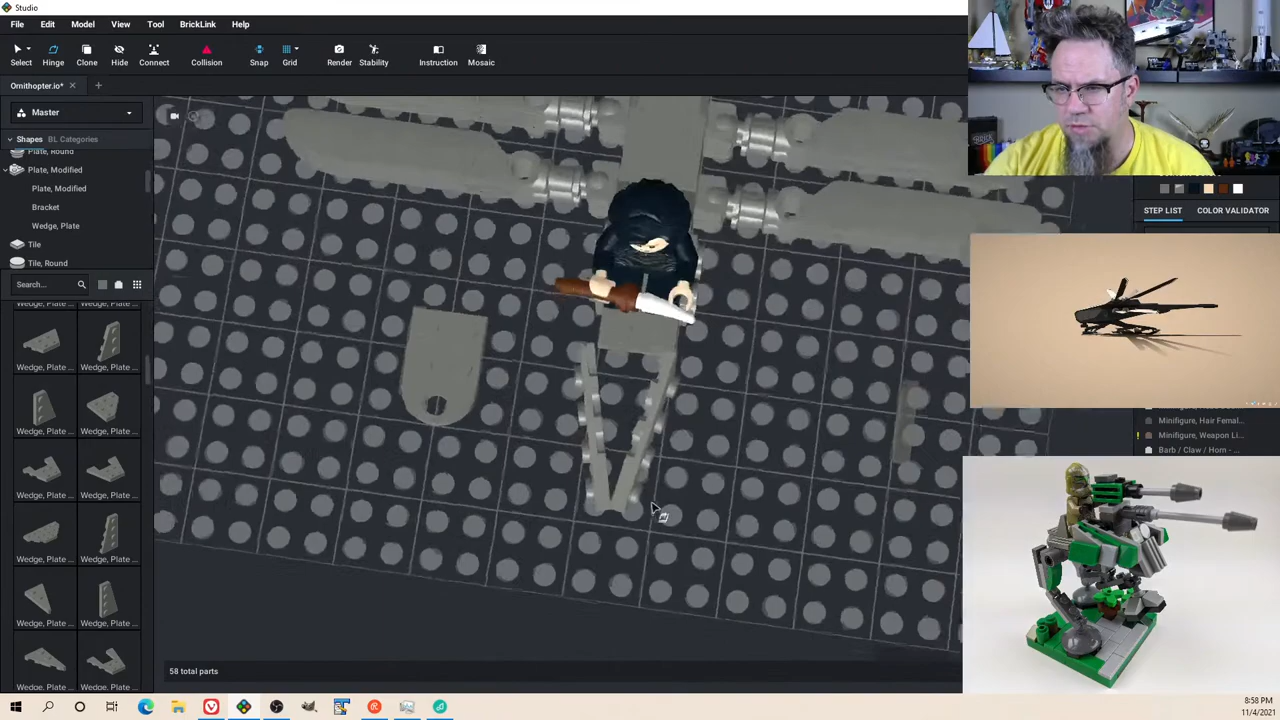 Studio
File Edit Model View Tool BrickLink Help
Select Hinge Clone Hide Connect Collision Snap Grid Render Stability Instruction Mosaic
Ornithopter.io*
Master
Shapes BL Categories
Plate, Round
Plate, Modified
Plate, Modified
Bracket
Wedge, Plate
Tile
Tile, Round
Search...
Wedge, Plate ... Wedge, Plate ...
Wedge, Plate ... Wedge, Plate ...
Wedge, Plate ... Wedge, Plate ...
Wedge, Plate ... Wedge, Plate ...
Wedge, Plate ... Wedge, Plate ...
Wedge, Plate ... Wedge, Plate ...
Wedge, Plate ... Wedge, Plate ...
STEP LIST COLOR VALIDATOR
Minifigure, Hair Femal...
Minifigure, Weapon Li...
Barb / Claw / Horn - ...
58 total parts
8:58 PM
11/4/2021